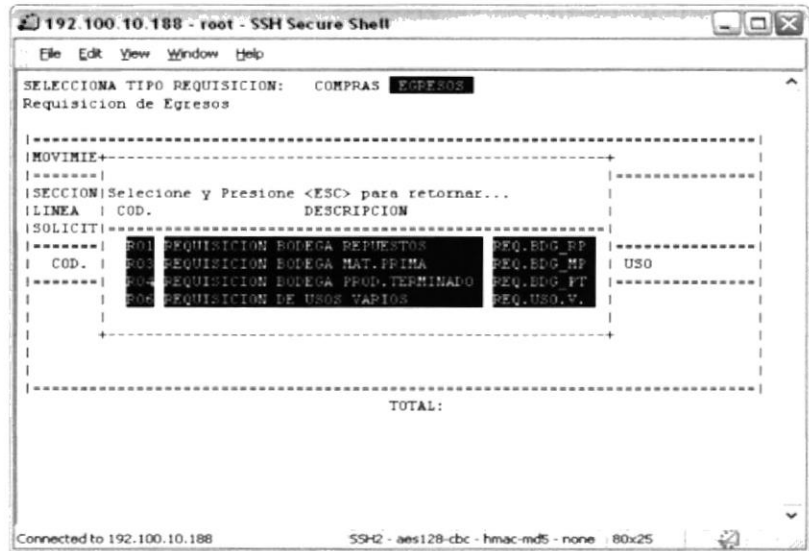 192.100.10.188 - root - SSH Secure Shell
File Edit View Window Help
SELECCIONA TIPO REQUISICION: COMPRAS EGRESOS
Requisicion de Egresos
MOVIMIE
SECCION Selecione y Presione <ESC> para retornar...
LINEA COD. DESCRIPCION
SOLICIT
R01 REQUISICION BODEGA REPUESTOS REQ.BDG_RP
COD. R03 REQUISICION BODEGA MAT.PRIMA REQ.BDG_MP USO
R04 REQUISICION BODEGA PROD.TERMINADO REQ.BDG_PT
R06 REQUISICION DE USOS VARIOS REQ.USO.V.
TOTAL:
Connected to 192.100.10.188 SSH2 - aes128-cbc - hmac-md5 - none 80x25